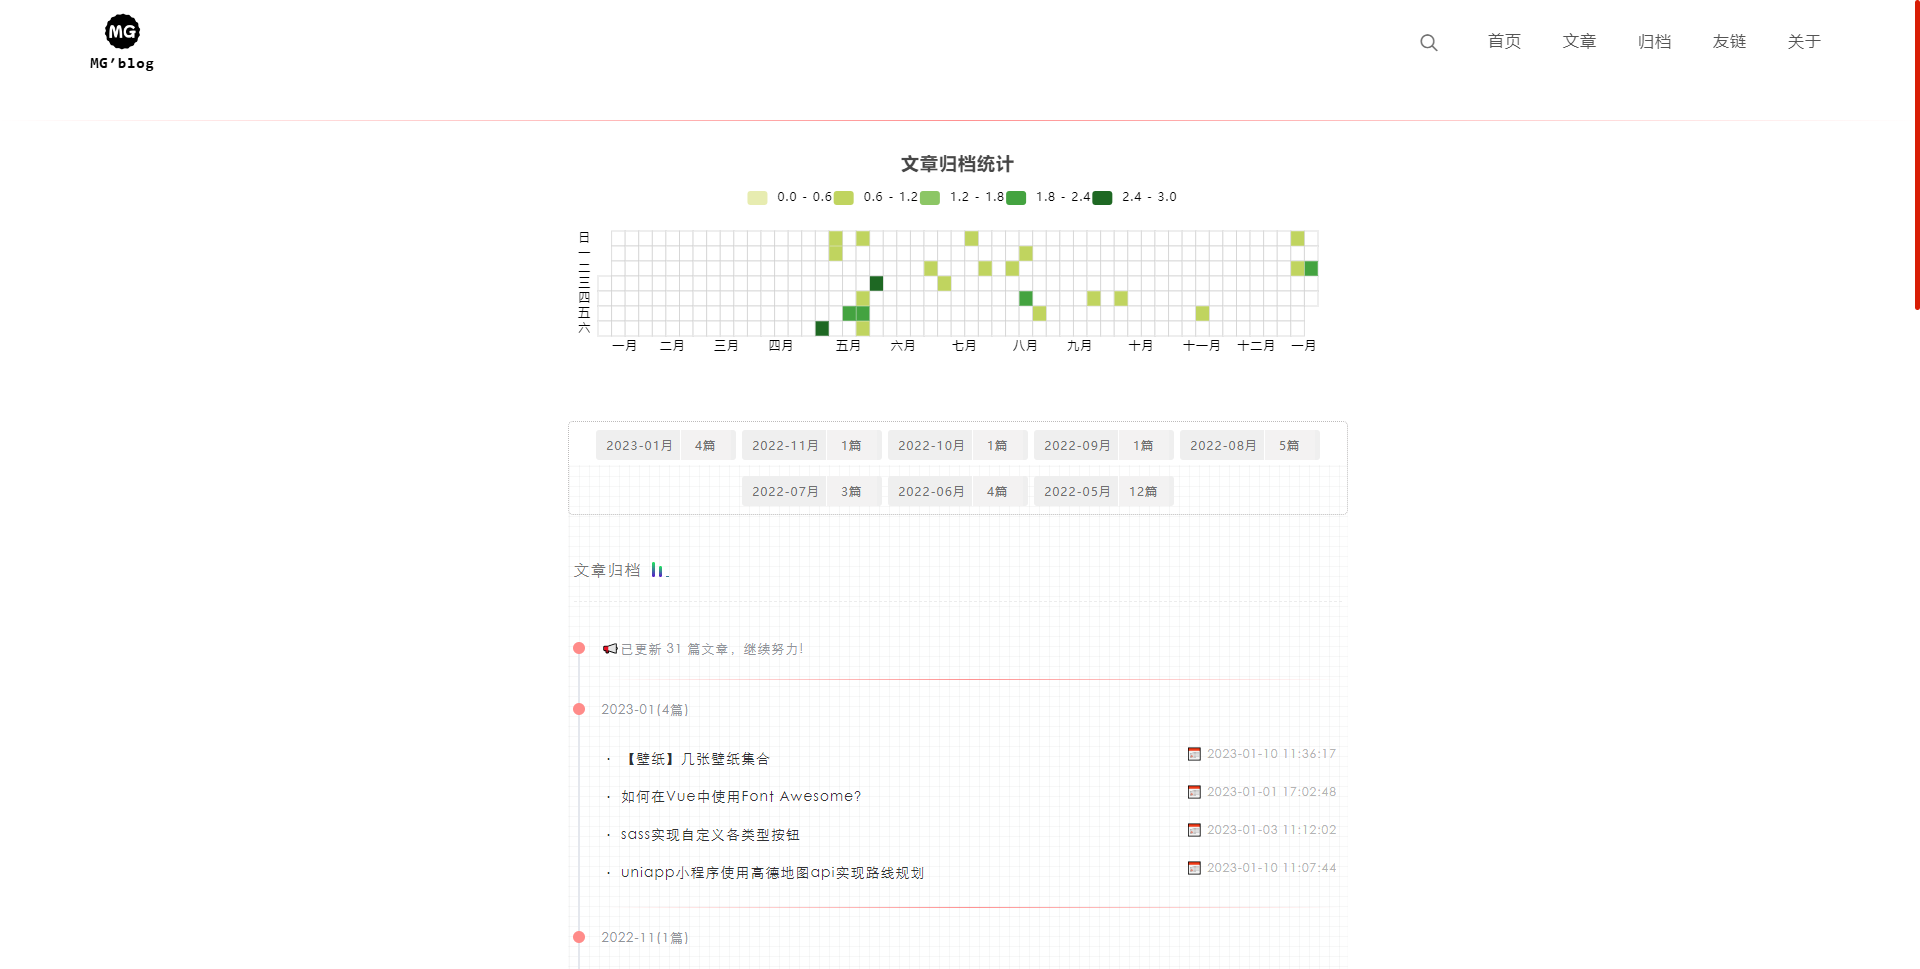 MG
MG'blog
首页 文章 归档 友链 关于
文章归档统计
0.0 - 0.6 0.6 - 1.2 1.2 - 1.8 1.8 - 2.4 2.4 - 3.0
日
一
二
三
四
五
六
一月 二月 三月 四月 五月 六月 七月 八月 九月 十月 十一月 十二月 一月
2023-01月 4篇 2022-11月 1篇 2022-10月 1篇 2022-09月 1篇 2022-08月 5篇
2022-07月 3篇 2022-06月 4篇 2022-05月 12篇
文章归档
已更新 31 篇文章，继续努力!
2023-01(4篇)
· 【壁纸】几张壁纸集合 2023-01-10 11:36:17
· 如何在Vue中使用Font Awesome? 2023-01-01 17:02:48
· sass实现自定义各类型按钮 2023-01-03 11:12:02
· uniapp小程序使用高德地图api实现路线规划 2023-01-10 11:07:44
2022-11(1篇)